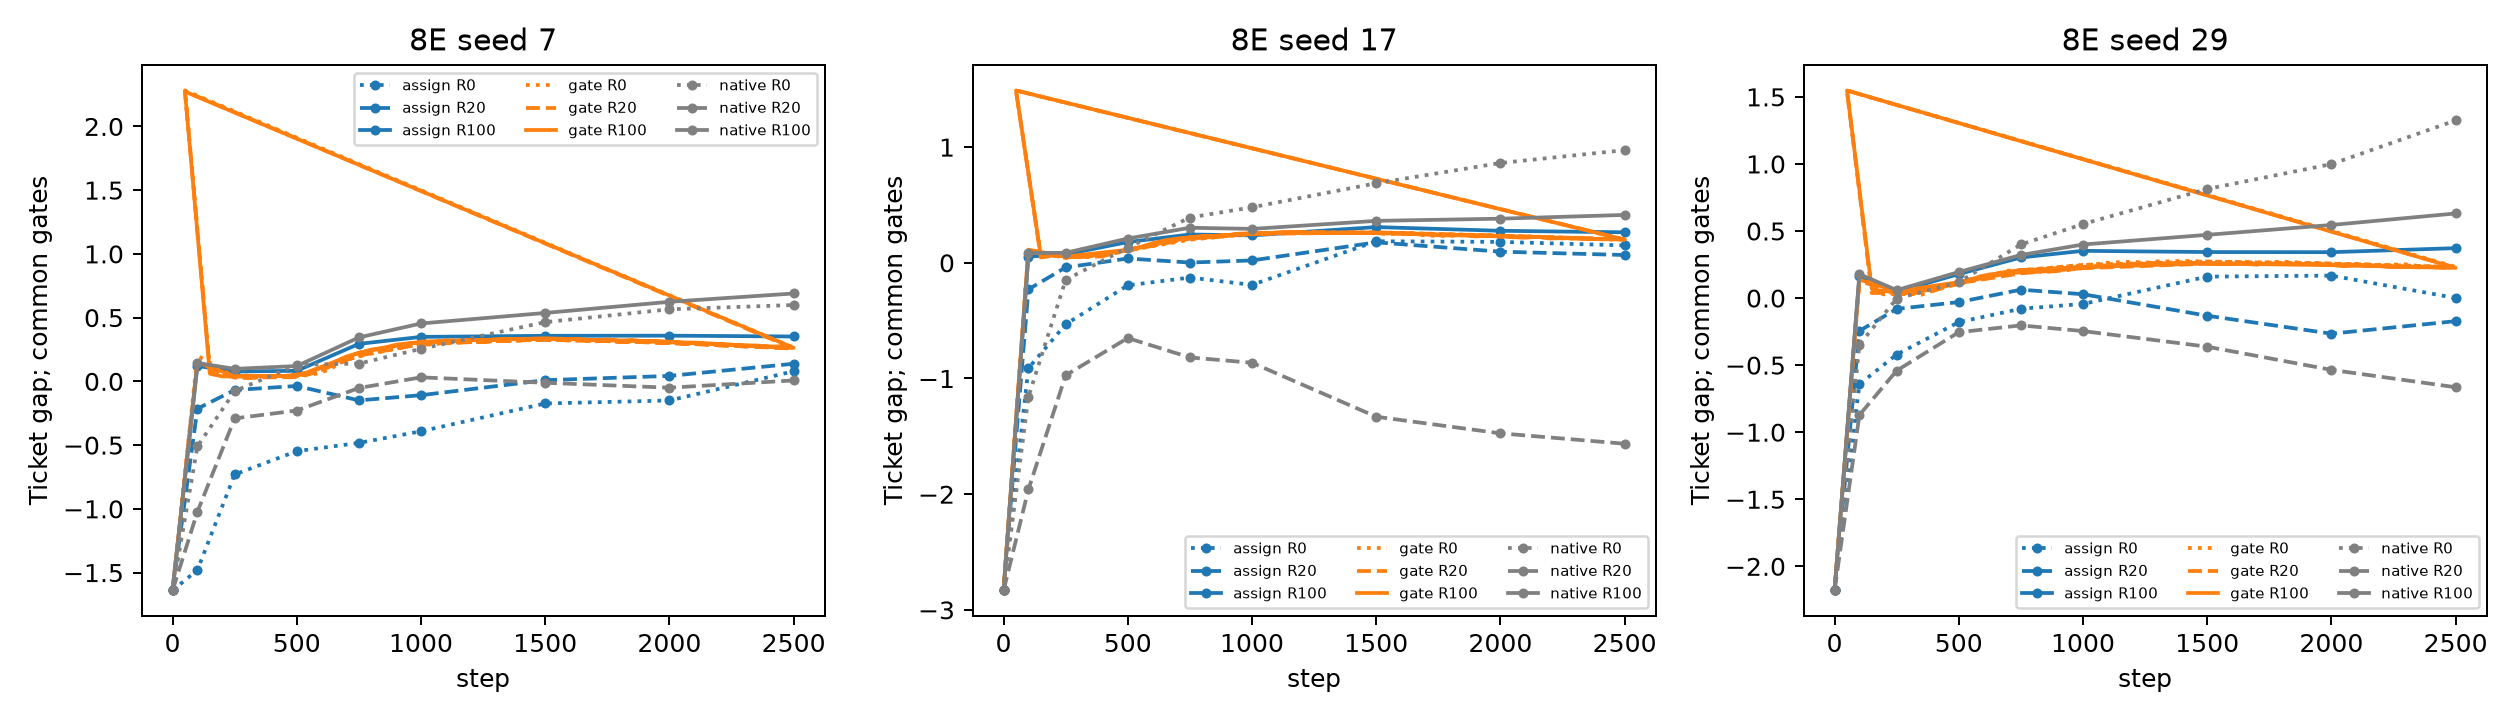 8E seed 7
Ticket gap; common gates
2.0
1.5
1.0
0.5
0.0
−0.5
−1.0
−1.5
assign R0 gate R0 native R0
assign R20 gate R20 native R20
assign R100 gate R100 native R100
0 500 1000 1500 2000 2500
step
8E seed 17
Ticket gap; common gates
1
0
−1
−2
−3
assign R0 gate R0 native R0
assign R20 gate R20 native R20
assign R100 gate R100 native R100
0 500 1000 1500 2000 2500
step
8E seed 29
Ticket gap; common gates
1.5
1.0
0.5
0.0
−0.5
−1.0
−1.5
−2.0
assign R0 gate R0 native R0
assign R20 gate R20 native R20
assign R100 gate R100 native R100
0 500 1000 1500 2000 2500
step